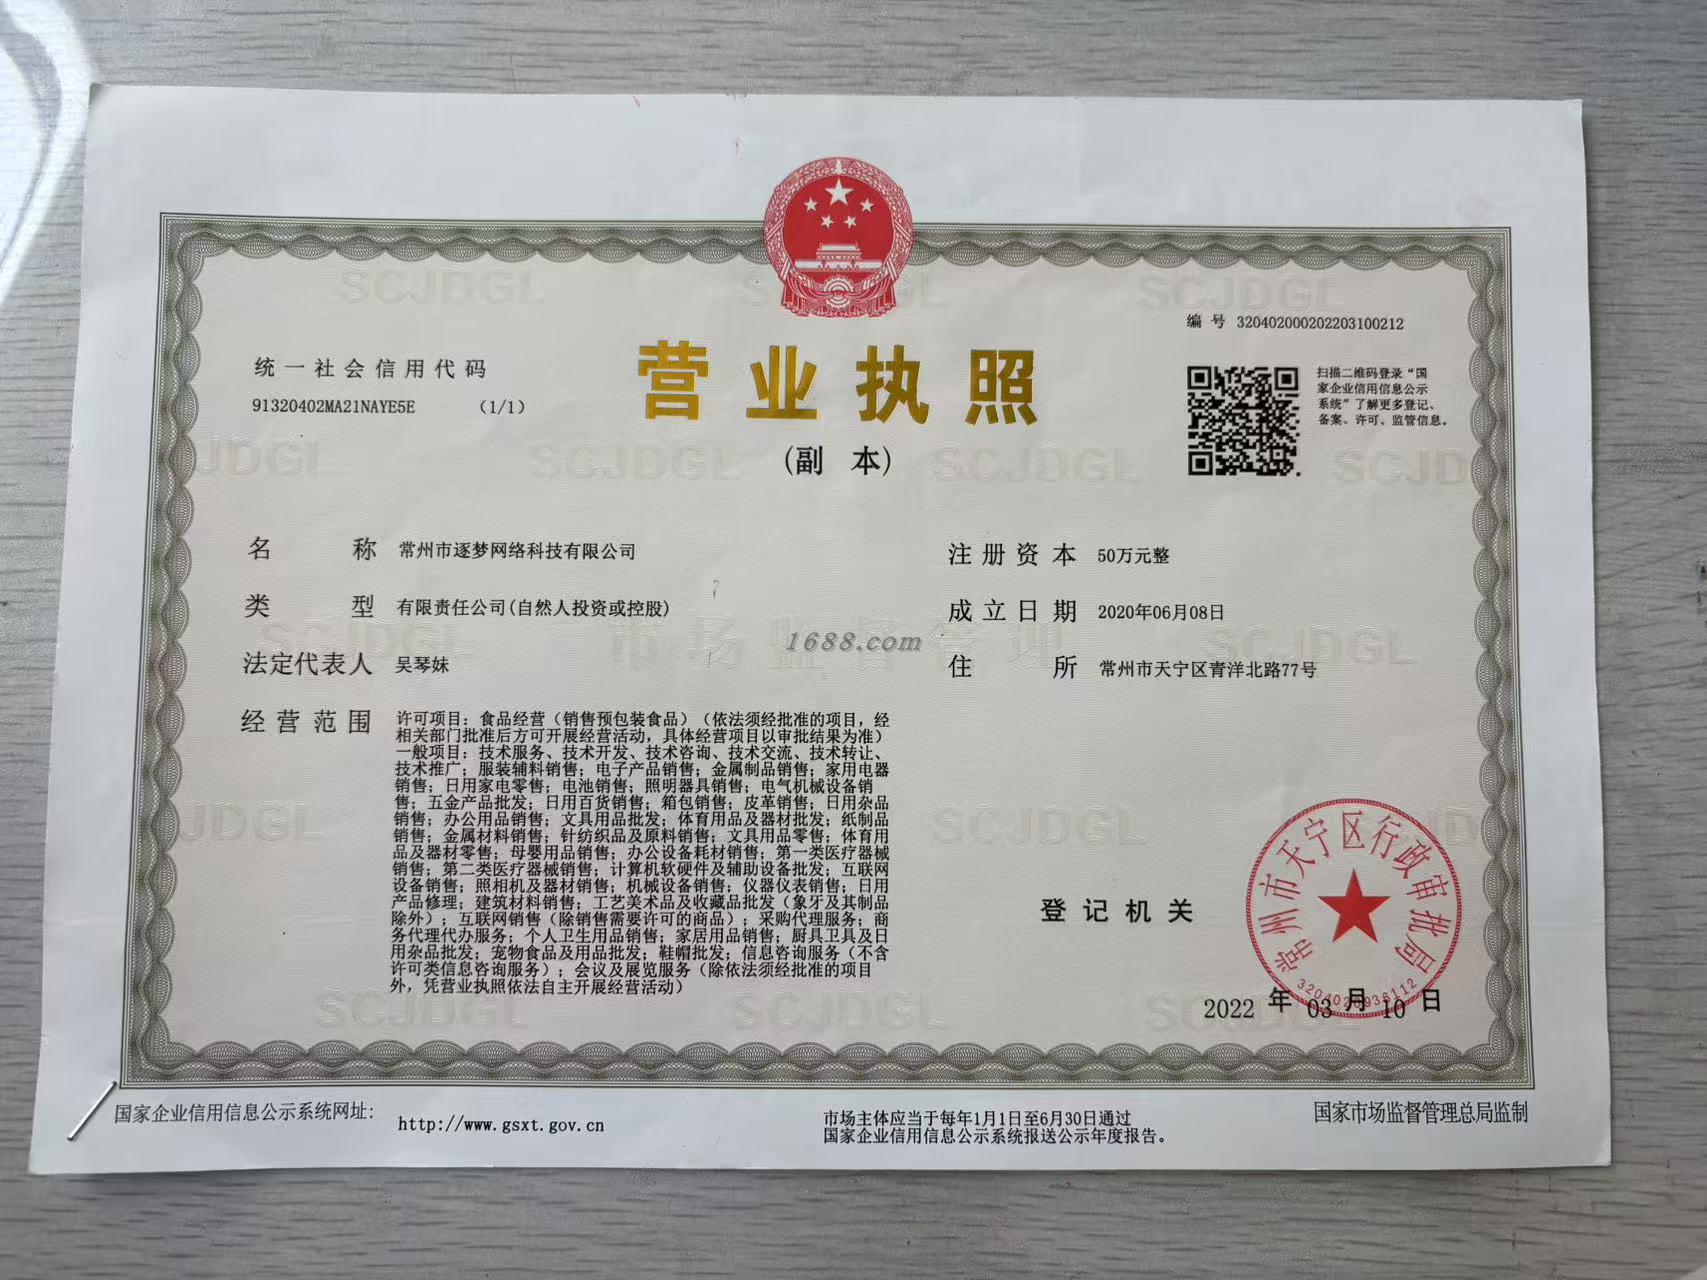 编号 320402000202203100212
统一社会信用代码
91320402MA21NAYE5E (1/1)
营业执照
(副 本)
扫描二维码登录“国
家企业信用信息公示
系统”了解更多登记、
备案、许可、监管信息。
名称 常州市逐梦网络科技有限公司
类型 有限责任公司(自然人投资或控股)
法定代表人 吴琴妹
经营范围 许可项目:食品经营(销售预包装食品)(依法须经批准的项目,经
相关部门批准后方可开展经营活动,具体经营项目以审批结果为准)
一般项目:技术服务、技术开发、技术咨询、技术交流、技术转让、
技术推广;服装辅料销售;电子产品销售;金属制品销售;家用电器
销售;日用家电零售;电池销售;照明器具销售;电气机械设备销
售;五金产品批发;日用百货销售;箱包销售;皮革销售;日用杂品
销售;办公用品销售;文具用品批发;体育用品及器材批发;纸制品
销售;金属材料销售;针纺织品及原料销售;文具用品零售;体育用
品及器材零售;母婴用品销售;办公设备耗材销售;第一类医疗器械
销售;第二类医疗器械销售;计算机软硬件及辅助设备批发;互联网
设备销售;照相机及器材销售;机械设备销售;仪器仪表销售;日用
产品修理;建筑材料销售;工艺美术品及收藏品批发(象牙及其制品
除外);互联网销售(除销售需要许可的商品);采购代理服务;商
务代理代办服务;个人卫生用品销售;家居用品销售;厨具卫具及日
用杂品批发;宠物食品及用品批发;鞋帽批发;信息咨询服务(不含
许可类信息咨询服务);会议及展览服务(除依法须经批准的项目
外,凭营业执照依法自主开展经营活动)
注册资本 50万元整
成立日期 2020年06月08日
住所 常州市天宁区青洋北路77号
1688.com
市场监督管理
SCJDGL
登记机关
常州市天宁区行政审批局
2022 年 03 月 10 日
国家企业信用信息公示系统网址:
http://www.gsxt.gov.cn
市场主体应当于每年1月1日至6月30日通过
国家企业信用信息公示系统报送公示年度报告。
国家市场监督管理总局监制